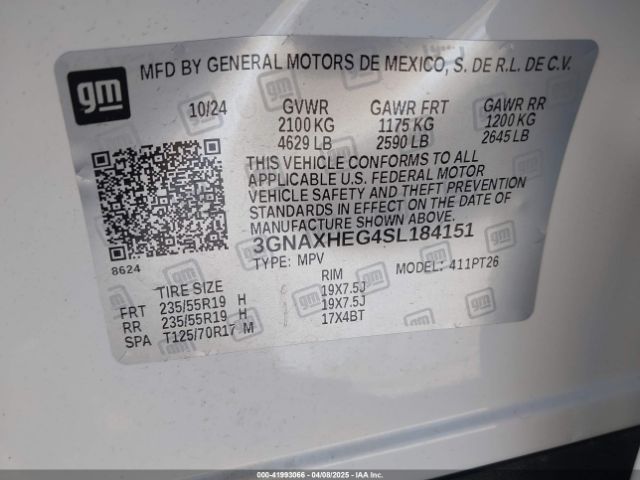 gm
MFD BY GENERAL MOTORS DE MEXICO, S. DE R.L. DE C.V.
10/24 GVWR GAWR FRT GAWR RR
2100 KG 1175 KG 1200 KG
4629 LB 2590 LB 2645 LB
THIS VEHICLE CONFORMS TO ALL
APPLICABLE U.S. FEDERAL MOTOR
VEHICLE SAFETY AND THEFT PREVENTION
STANDARDS IN EFFECT ON THE DATE OF
MANUFACTURE SHOWN ABOVE.
3GNAXHEG4SL184151
8624
TYPE: MPV MODEL: 411PT26
TIRE SIZE RIM
FRT 235/55R19 H 19X7.5J
RR 235/55R19 H 19X7.5J
SPA T125/70R17 M 17X4BT
000-41993066 - 04/08/2025 - IAAI.COM